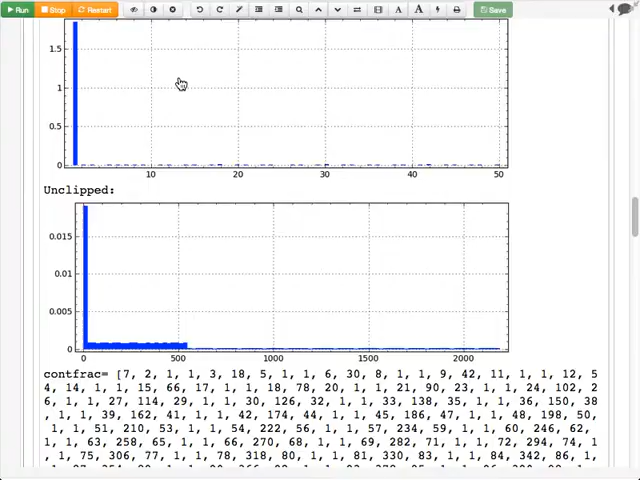 Run Stop Restart A A Save
1.5
1
0.5
0
10 20 30 40 50
Unclipped:
0.015
0.01
0.005
0
0 500 1000 1500 2000
contfrac= [7, 2, 1, 1, 3, 18, 5, 1, 1, 6, 30, 8, 1, 1, 9, 42, 11, 1, 1, 12, 5
4, 14, 1, 1, 15, 66, 17, 1, 1, 18, 78, 20, 1, 1, 21, 90, 23, 1, 1, 24, 102, 2
6, 1, 1, 27, 114, 29, 1, 1, 30, 126, 32, 1, 1, 33, 138, 35, 1, 1, 36, 150, 38
, 1, 1, 39, 162, 41, 1, 1, 42, 174, 44, 1, 1, 45, 186, 47, 1, 1, 48, 198, 50,
1, 1, 51, 210, 53, 1, 1, 54, 222, 56, 1, 1, 57, 234, 59, 1, 1, 60, 246, 62,
1, 1, 63, 258, 65, 1, 1, 66, 270, 68, 1, 1, 69, 282, 71, 1, 1, 72, 294, 74, 1
, 1, 75, 306, 77, 1, 1, 78, 318, 80, 1, 1, 81, 330, 83, 1, 1, 84, 342, 86, 1,